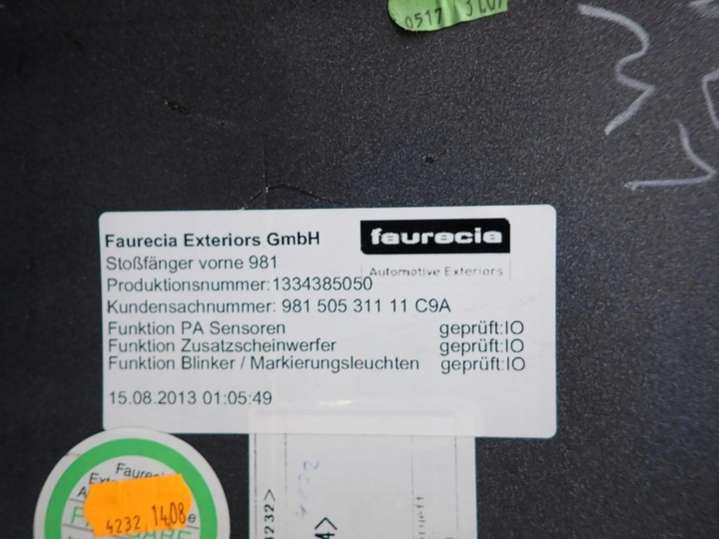 0517
Faurecia Exteriors GmbH
faurecia
Stoßfänger vorne 981
Automotive Exteriors
Produktionsnummer:1334385050
Kundensachnummer: 981 505 311 11 C9A
Funktion PA Sensoren geprüft:IO
Funktion Zusatzscheinwerfer geprüft:IO
Funktion Blinker / Markierungsleuchten geprüft:IO
15.08.2013 01:05:49
4232 1408